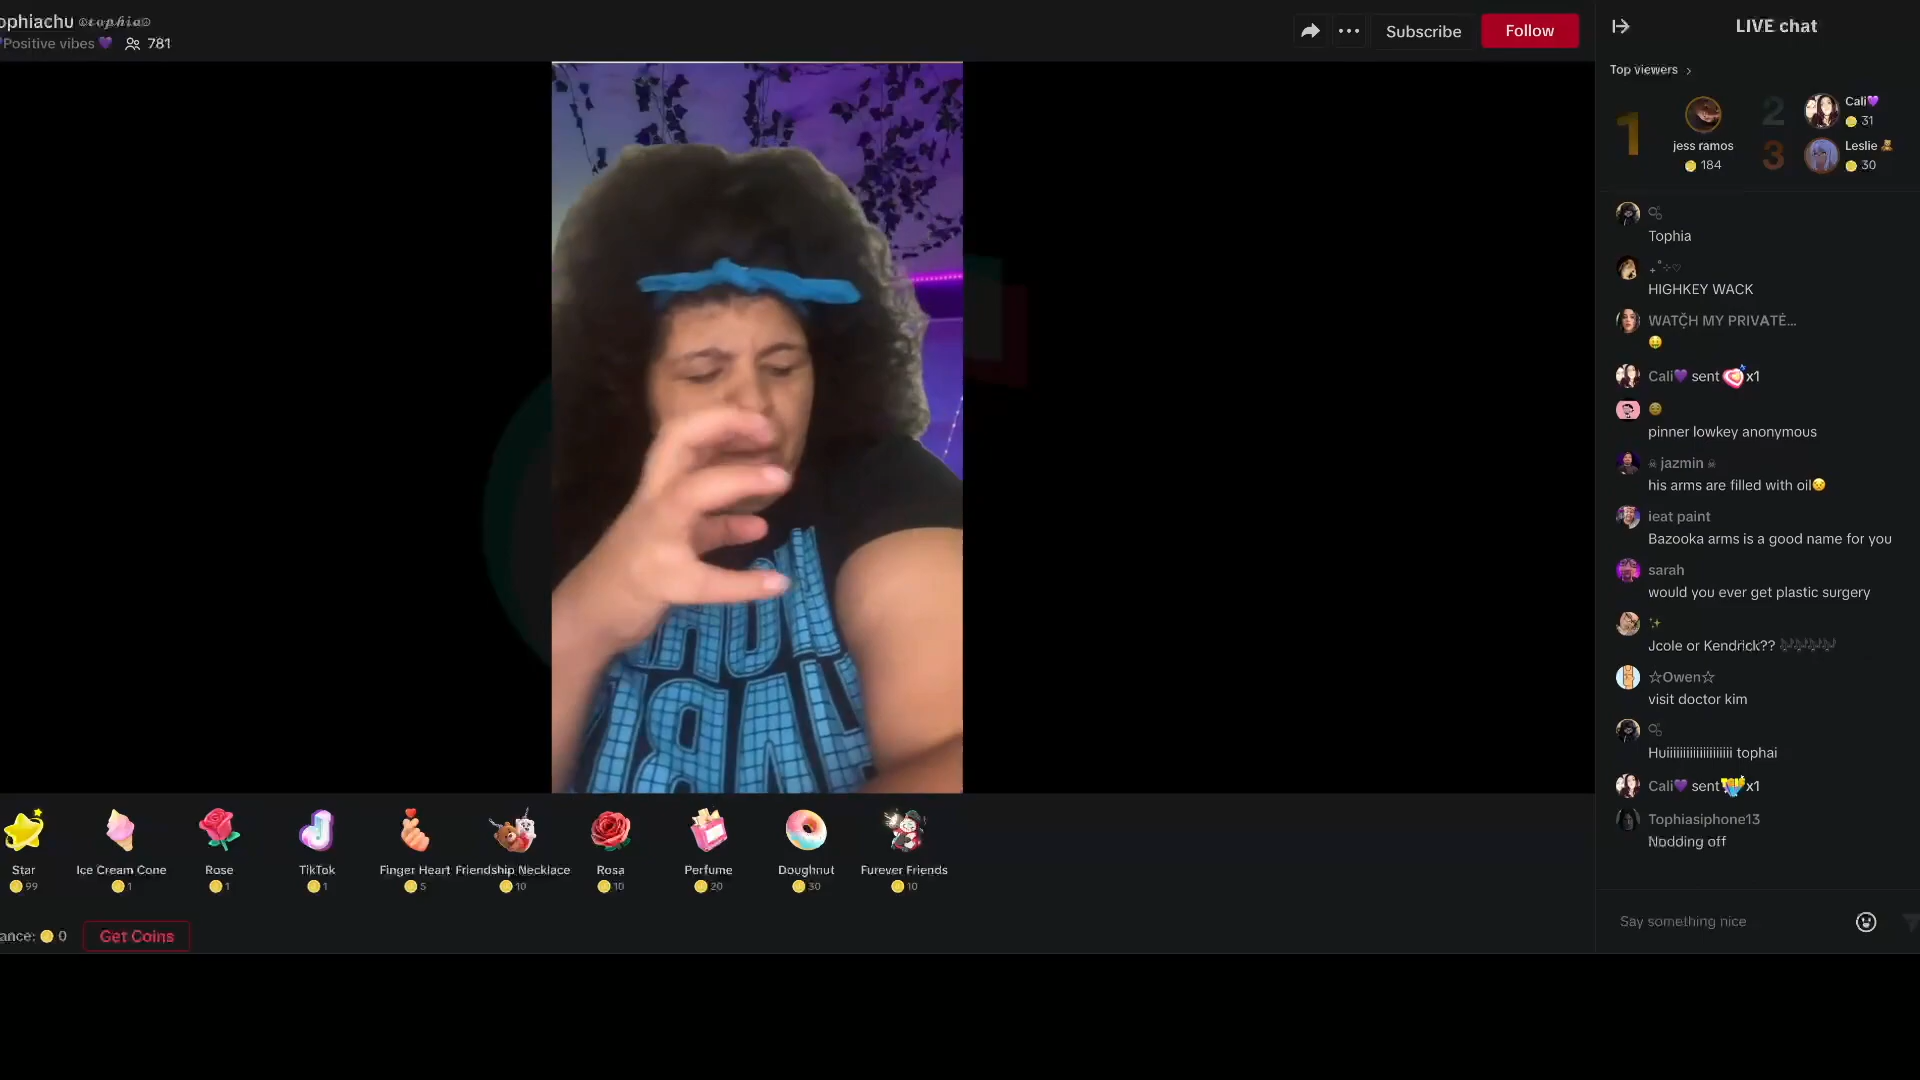 ophiachu @tophia
Positive vibes 💜 781
Subscribe
Follow
LIVE chat
Top viewers >
1
jess ramos
184
2
Cali💜
31
3
Leslie 🧸
30
Tophia
HIGHKEY WACK
WATÇH MY PRIVATĖ...
🤑
Cali💜 sent x1
pinner lowkey anonymous
☠ jazmin ☠
his arms are filled with oil😟
ieat paint
Bazooka arms is a good name for you
sarah
would you ever get plastic surgery
✨
Jcole or Kendrick?? 🎶🎶🎶🎶🎶
☆Owen☆
visit doctor kim
Huiiiiiiiiiiiiiiiiiiiii tophai
Cali💜 sent x1
Tophiasiphone13
Nodding off
Say something nice
Star
99
Ice Cream Cone
1
Rose
1
TikTok
1
Finger Heart
5
Friendship Necklace
10
Rosa
10
Perfume
20
Doughnut
30
Furever Friends
10
ance: 0
Get Coins